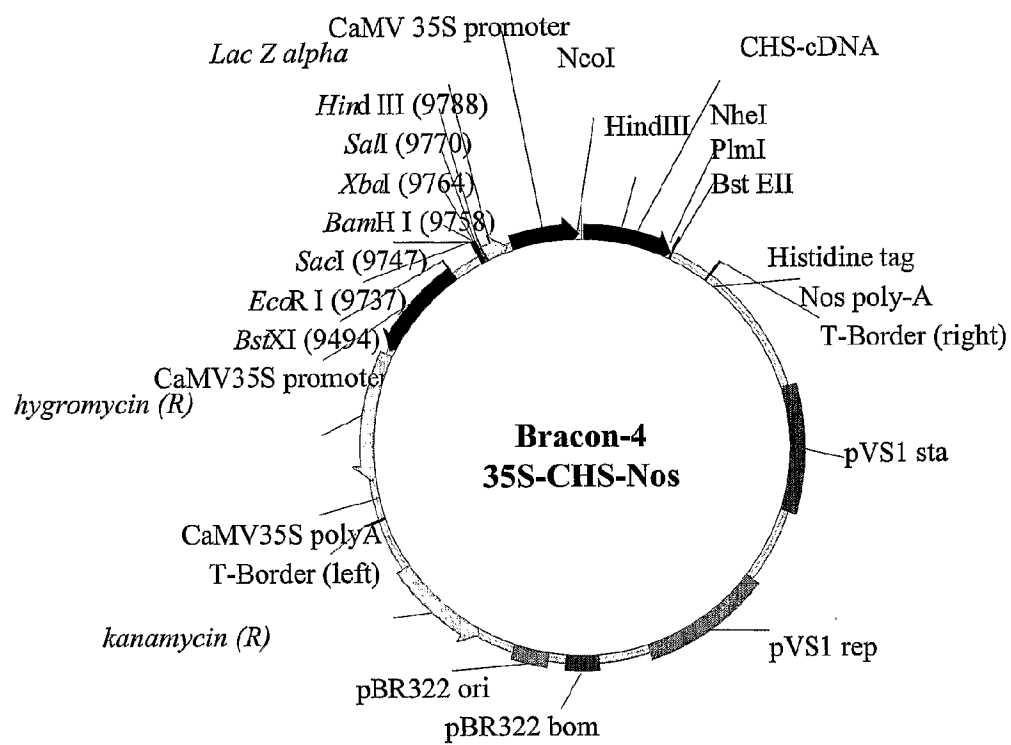 CaMV 35S promoter
Lac Z alpha
NcoI
CHS-cDNA
Hind III (9788)
SalI (9770)
XbaI (9764)
BamH I (9758)
SacI (9747)
EcoR I (9737)
BstXI (9494)
CaMV35S promoter
hygromycin (R)
HindIII
NheI
PlmI
Bst EII
Histidine tag
Nos poly-A
T-Border (right)
Bracon-4
35S-CHS-Nos
pVS1 sta
CaMV35S polyA
T-Border (left)
kanamycin (R)
pVS1 rep
pBR322 ori
pBR322 bom